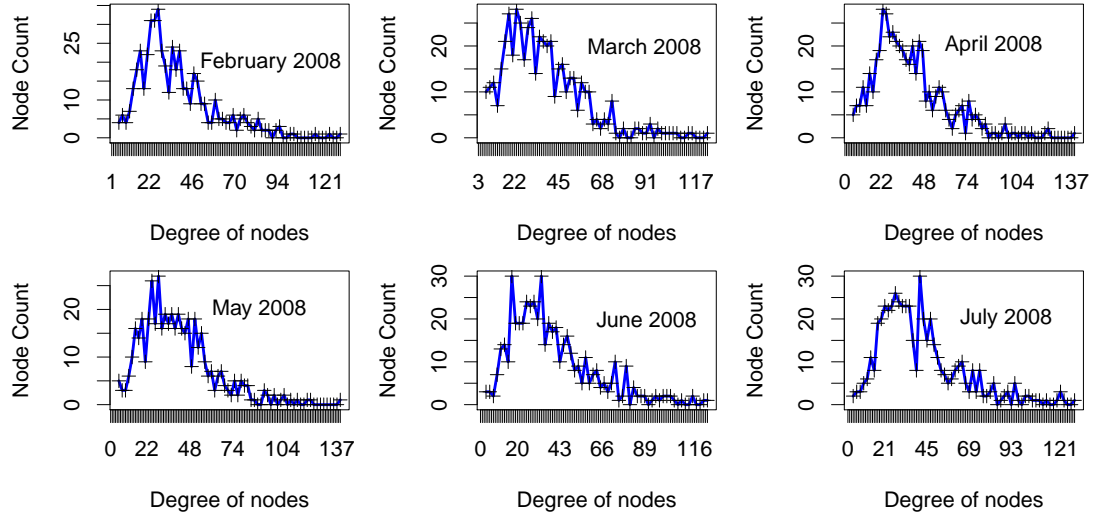 Node Count
0
10
25
February 2008
1 22 46 70 94 121
Degree of nodes
Node Count
0
10
20
March 2008
3 22 45 68 91 117
Degree of nodes
Node Count
0
10
20
April 2008
0 22 48 74 104 137
Degree of nodes
Node Count
0
10
20
May 2008
0 22 48 74 104 137
Degree of nodes
Node Count
0
10
20
30
June 2008
0 20 43 66 89 116
Degree of nodes
Node Count
0
10
20
30
July 2008
0 21 45 69 93 121
Degree of nodes